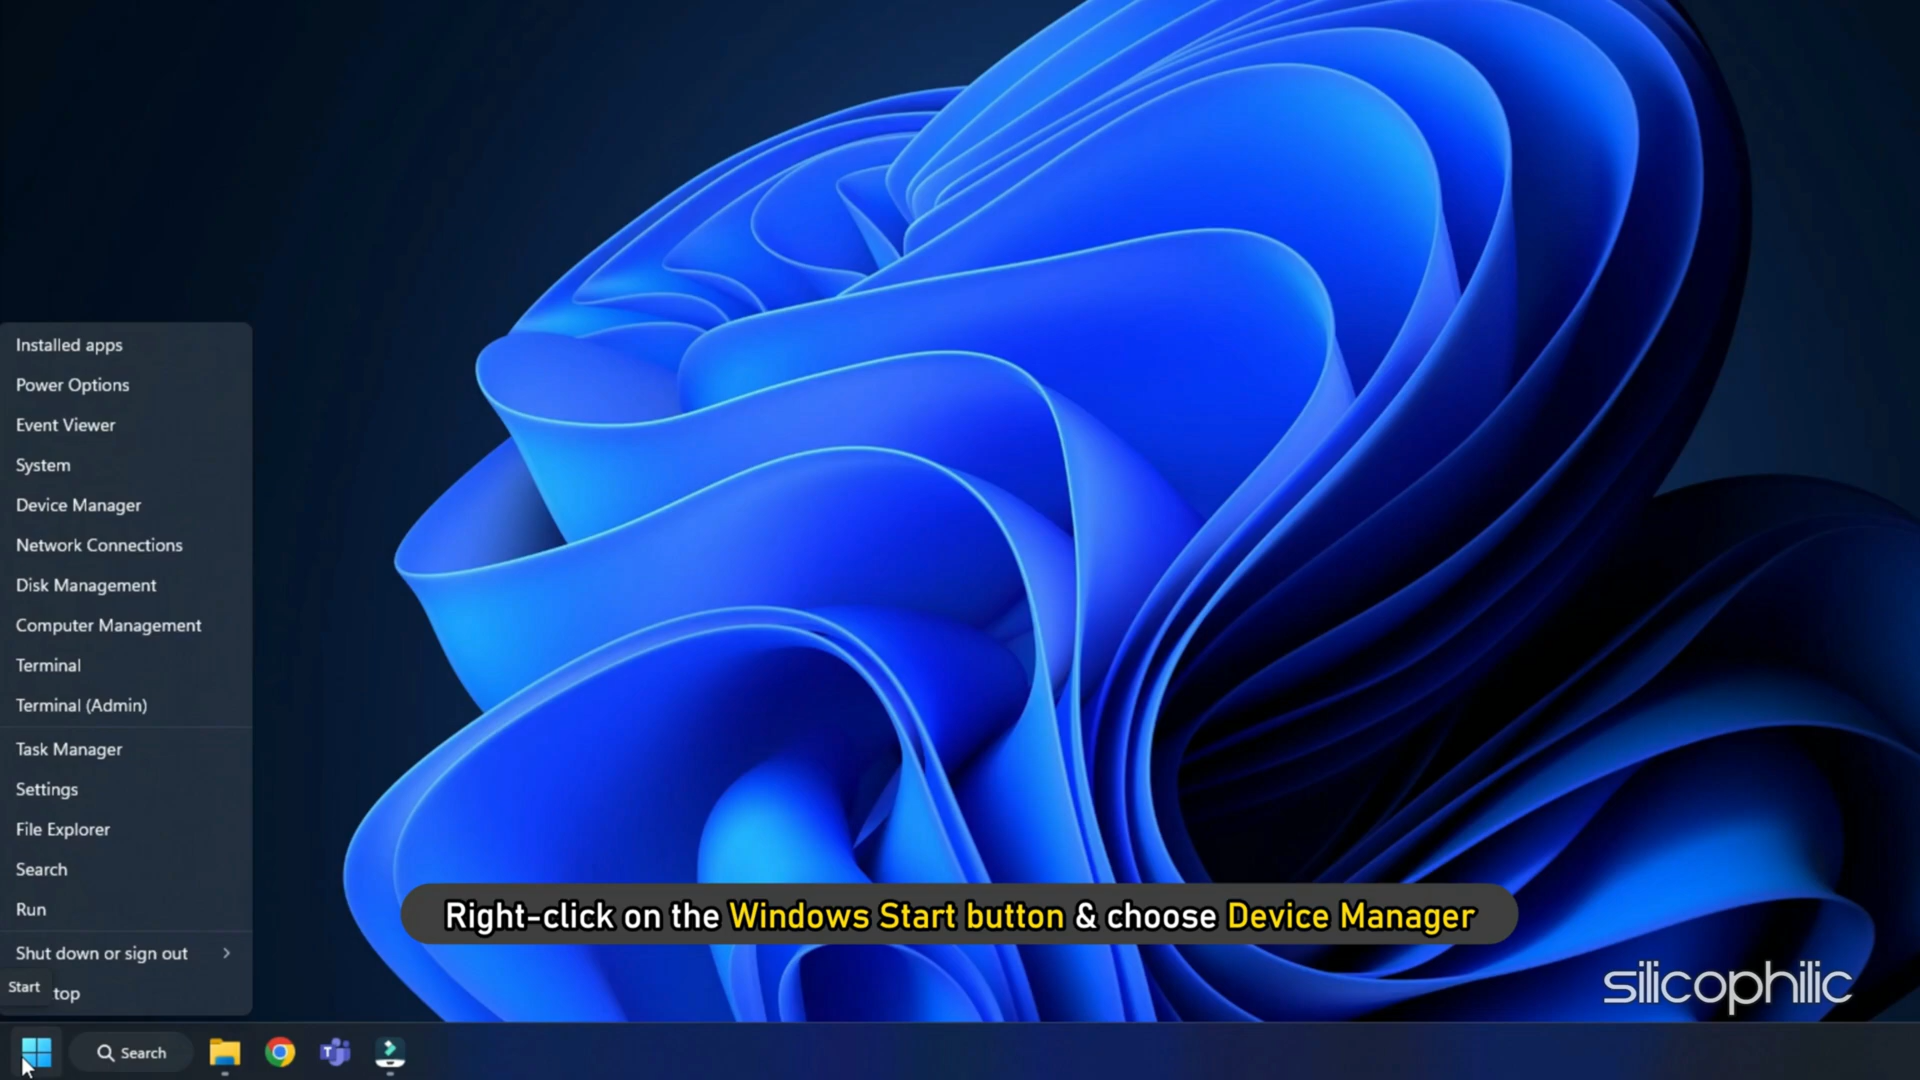 Installed apps
Power Options
Event Viewer
System
Device Manager
Network Connections
Disk Management
Computer Management
Terminal
Terminal (Admin)
Task Manager
Settings
File Explorer
Search
Run
Shut down or sign out
Start
top
Right-click on the Windows Start button & choose Device Manager
silicophilic
Search